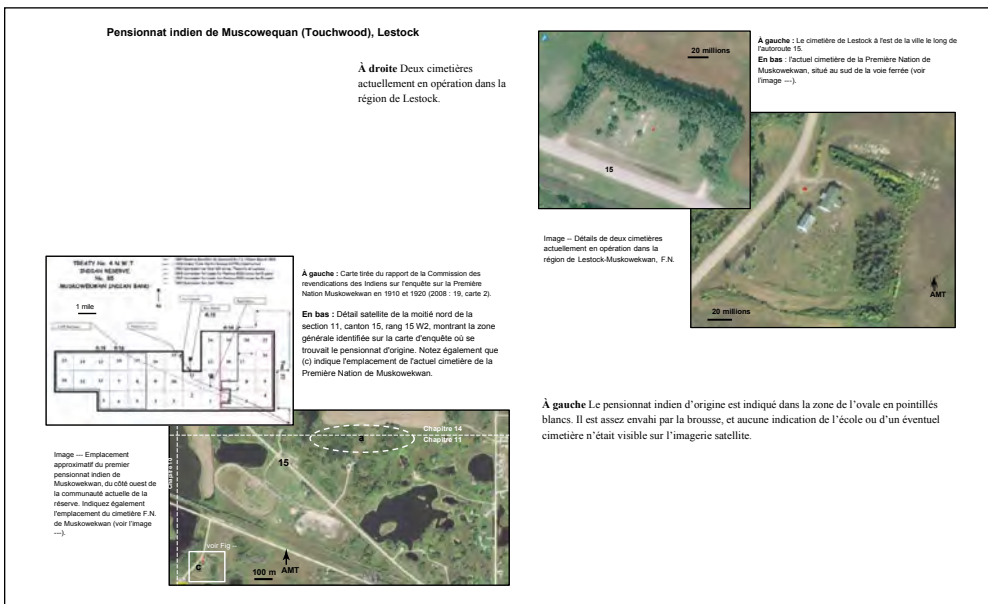 Pensionnat indien de Muscowequan (Touchwood), Lestock
À droite Deux cimetières
actuellement en opération dans la
région de Lestock.
20 millions
15
À gauche : Le cimetière de Lestock à l'est de la ville le long de
l'autoroute 15.
En bas : l'actuel cimetière de la Première Nation de
Muskowekwan, situé au sud de la voie ferrée (voir
l'image ---).
Image -- Détails de deux cimetières
actuellement en opération dans la
région de Lestock-Muskowekwan, F.N.
20 millions
AMT
TREATY No. 4 N.W.T
INDIAN RESERVE
No. 85
MUSKOWEKWAN INDIAN BAND
1 mile
À gauche : Carte tirée du rapport de la Commission des
revendications des Indiens sur l'enquête sur la Première
Nation Muskowekwan en 1910 et 1920 (2008 : 19, carte 2).
En bas : Détail satellite de la moitié nord de la
section 11, canton 15, rang 15 W2, montrant la zone
générale identifiée sur la carte d'enquête où se
trouvait le pensionnat d'origine. Notez également que
(c) indique l'emplacement de l'actuel cimetière de la
Première Nation de Muskowekwan.
Image --- Emplacement
approximatif du premier
pensionnat indien de
Muskowekwan, du côté ouest de
la communauté actuelle de la
réserve. Indiquez également
l'emplacement du cimetière F.N.
de Muskowekwan (voir l'image
---).
Chapitre 14
a
Chapitre 11
Chapitre 10
15
voir Fig --
c
100 m
AMT
À gauche Le pensionnat indien d'origine est indiqué dans la zone de l'ovale en pointillés
blancs. Il est assez envahi par la brousse, et aucune indication de l'école ou d'un éventuel
cimetière n'était visible sur l'imagerie satellite.